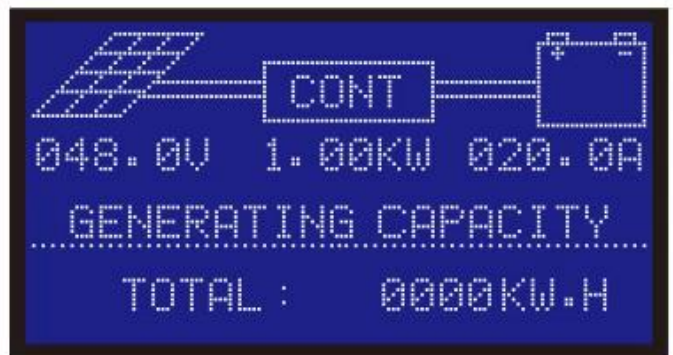 CONT
048.0V 1.00KW 020.0A
GENERATING CAPACITY
TOTAL: 0000KW.H